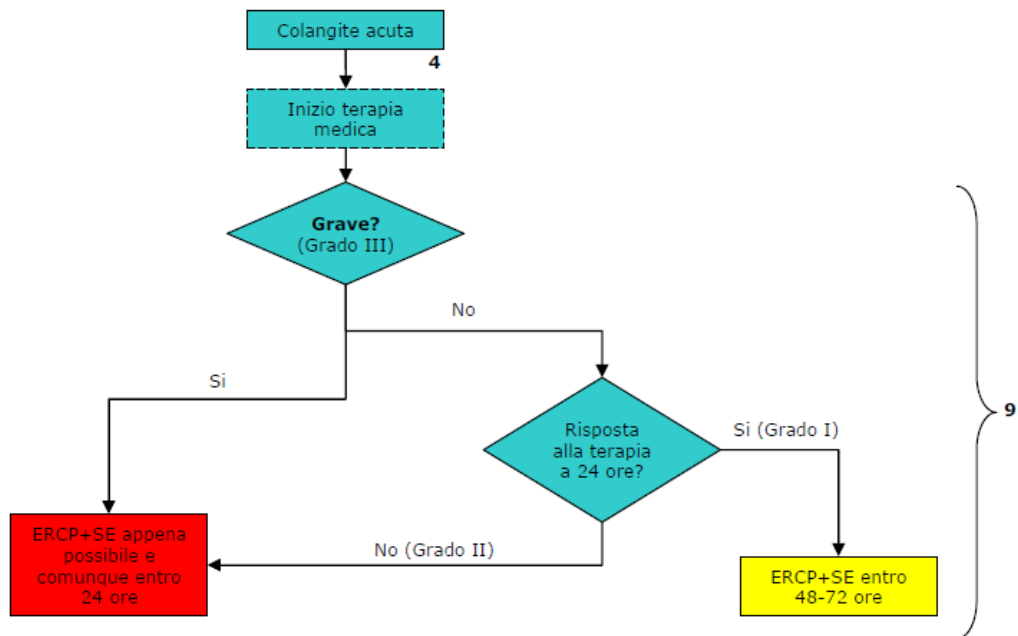 Colangite acuta
4
Inizio terapia
medica
Grave?
(Grado III)
No
Si
Risposta
alla terapia
a 24 ore?
Si (Grado I)
9
ERCP+SE appena
possibile e
comunque entro
24 ore
No (Grado II)
ERCP+SE entro
48-72 ore